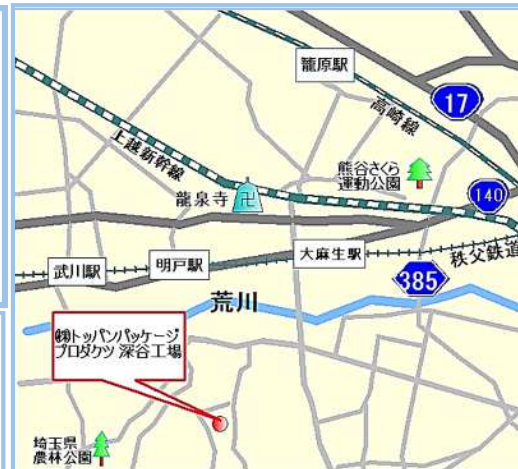 籠原駅
17
高崎線
上越新幹線
熊谷さくら
運動公園
龍泉寺
卍
140
大麻生駅
秩父鉄道
明戸駅
武川駅
385
荒川
㈱トッパンパッケージ
プロダクツ 深谷工場
埼玉県
農林公園